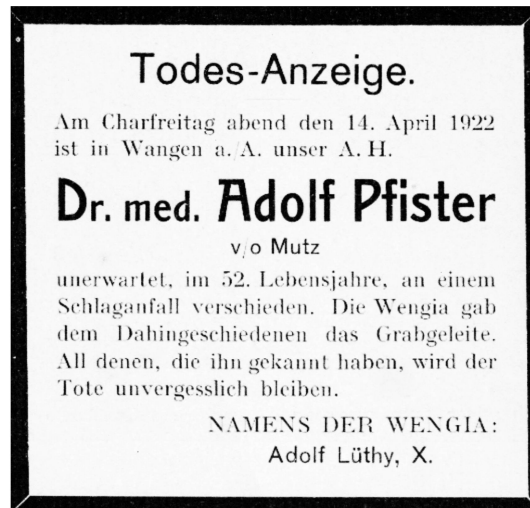 Todes-Anzeige.
Am Charfreitag abend den 14. April 1922
ist in Wangen a./A. unser A. H.
Dr. med. Adolf Pfister
v/o Mutz
unerwartet, im 52. Lebensjahre, an einem
Schlaganfall verschieden. Die Wengia gab
dem Dahingeschiedenen das Grabgeleite.
All denen, die ihn gekannt haben, wird der
Tote unvergesslich bleiben.
NAMENS DER WENGIA:
Adolf Lüthy, X.